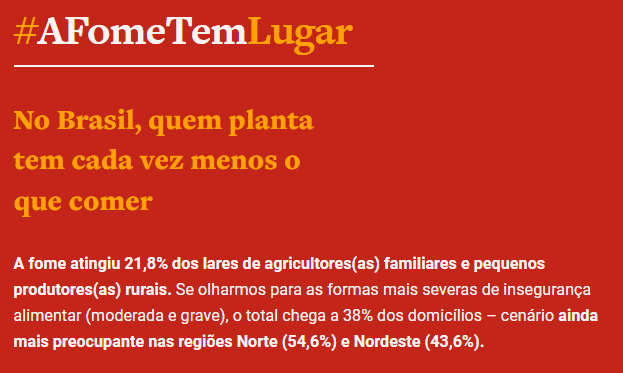 #AFomeTemLugar
No Brasil, quem planta
tem cada vez menos o
que comer
A fome atingiu 21,8% dos lares de agricultores(as) familiares e pequenos
produtores(as) rurais. Se olharmos para as formas mais severas de insegurança
alimentar (moderada e grave), o total chega a 38% dos domicílios – cenário ainda
mais preocupante nas regiões Norte (54,6%) e Nordeste (43,6%).